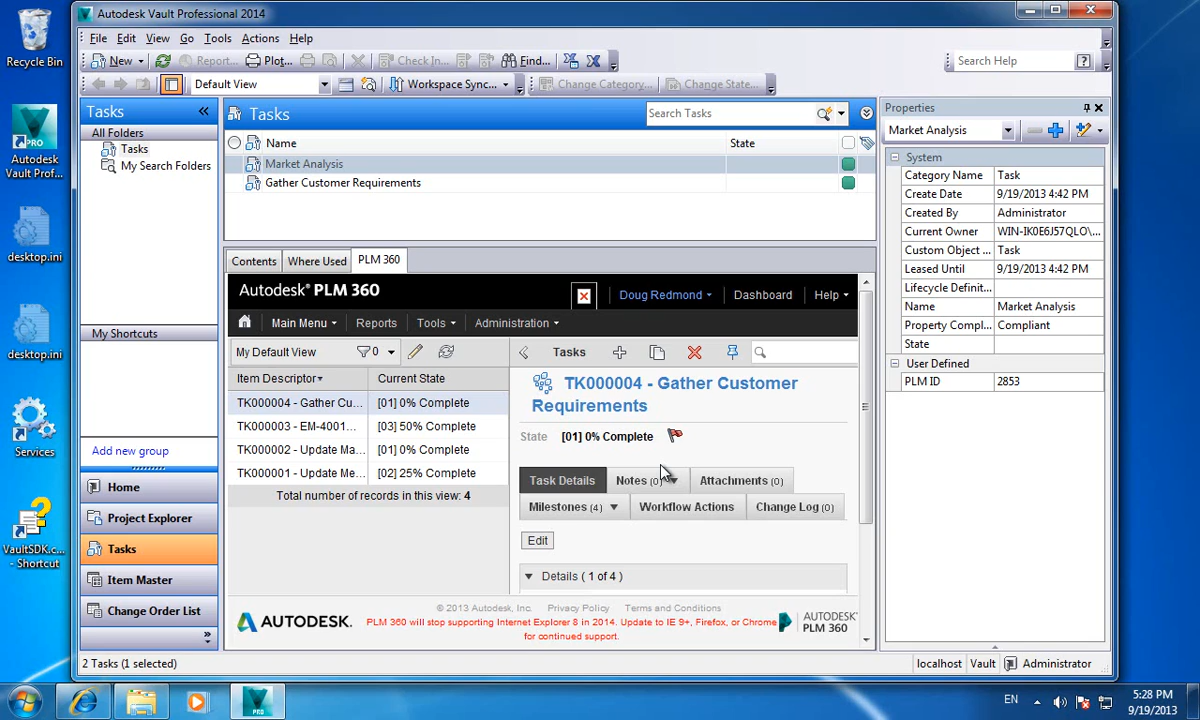 Recycle Bin
Autodesk
Vault Prof...
desktop.ini
desktop.ini
Services
VaultSDK.c...
- Shortcut
Autodesk Vault Professional 2014
File Edit View Go Tools Actions Help
New Report... Plot... Check In... Find... Search Help
Default View Workspace Sync... Change Category... Change State...
Tasks
All Folders
Tasks
My Search Folders
My Shortcuts
Add new group
Home
Project Explorer
Tasks
Item Master
Change Order List
Tasks
Search Tasks
Name State
Market Analysis
Gather Customer Requirements
Contents Where Used PLM 360
Autodesk® PLM 360
Doug Redmond Dashboard Help
Main Menu Reports Tools Administration
My Default View 0
Item Descriptor Current State
TK000004 - Gather Cu... [01] 0% Complete
TK000003 - EM-4001... [03] 50% Complete
TK000002 - Update Ma... [01] 0% Complete
TK000001 - Update Me... [02] 25% Complete
Total number of records in this view: 4
Tasks
TK000004 - Gather Customer
Requirements
State [01] 0% Complete
Task Details Notes (0) Attachments (0)
Milestones (4) Workflow Actions Change Log (0)
Edit
Details ( 1 of 4 )
© 2013 Autodesk, Inc. Privacy Policy Terms and Conditions
AUTODESK.
PLM 360 will stop supporting Internet Explorer 8 in 2014. Update to IE 9+, Firefox, or Chrome
for continued support.
AUTODESK®
PLM 360
Properties
Market Analysis
System
Category Name Task
Create Date 9/19/2013 4:42 PM
Created By Administrator
Current Owner WIN-IK0E6J57QLO\...
Custom Object ... Task
Leased Until 9/19/2013 4:42 PM
Lifecycle Definit...
Name Market Analysis
Property Compl... Compliant
State
User Defined
PLM ID 2853
2 Tasks (1 selected)
localhost Vault Administrator
PRO
EN
5:28 PM
9/19/2013